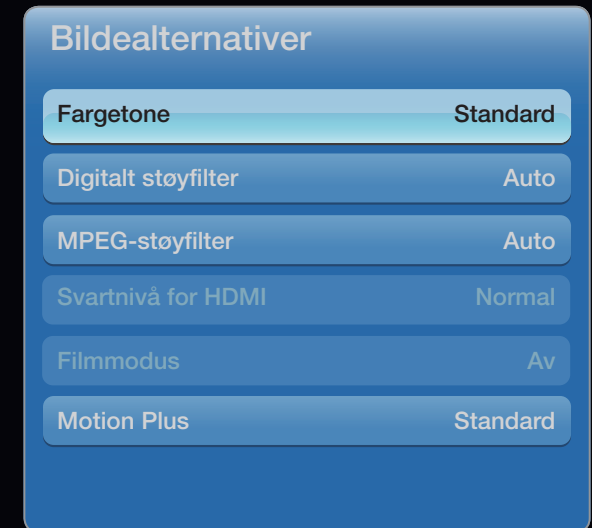 Bildealternativer
Fargetone Standard
Digitalt støyfilter Auto
MPEG-støyfilter Auto
Svartnivå for HDMI Normal
Filmmodus Av
Motion Plus Standard